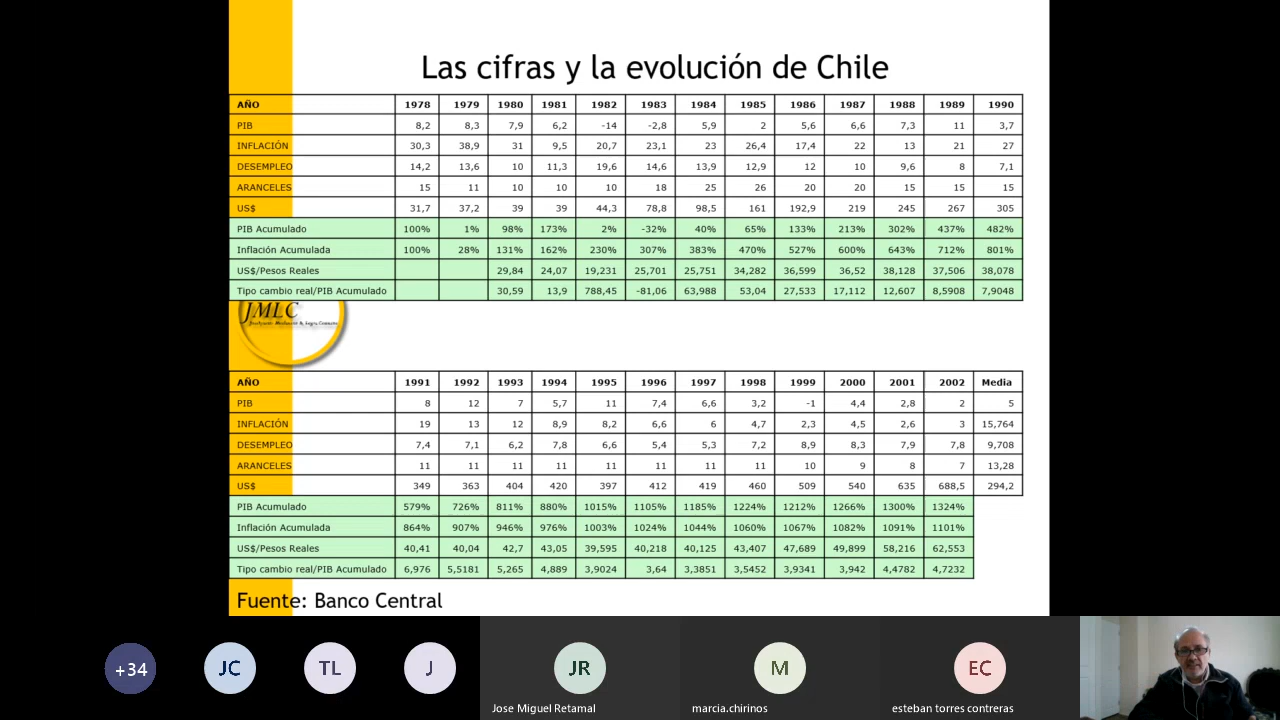 Las cifras y la evolución de Chile
AÑO 1978 1979 1980 1981 1982 1983 1984 1985 1986 1987 1988 1989 1990
PIB 8,2 8,3 7,9 6,2 -14 -2,8 5,9 2 5,6 6,6 7,3 11 3,7
INFLACIÓN 30,3 38,9 31 9,5 20,7 23,1 23 26,4 17,4 22 13 21 27
DESEMPLEO 14,2 13,6 10 11,3 19,6 14,6 13,9 12,9 12 10 9,6 8 7,1
ARANCELES 15 11 10 10 10 18 25 26 20 20 15 15 15
US$ 31,7 37,2 39 39 44,3 78,8 98,5 161 192,9 219 245 267 305
PIB Acumulado 100% 1% 98% 173% 2% -32% 40% 65% 133% 213% 302% 437% 482%
Inflación Acumulada 100% 28% 131% 162% 230% 307% 383% 470% 527% 600% 643% 712% 801%
US$/Pesos Reales 29,84 24,07 19,231 25,701 25,751 34,282 36,599 36,52 38,128 37,506 38,078
Tipo cambio real/PIB Acumulado 30,59 13,9 788,45 -81,06 63,988 53,04 27,533 17,112 12,607 8,5908 7,9048
JMLC
AÑO 1991 1992 1993 1994 1995 1996 1997 1998 1999 2000 2001 2002 Media
PIB 8 12 7 5,7 11 7,4 6,6 3,2 -1 4,4 2,8 2 5
INFLACIÓN 19 13 12 8,9 8,2 6,6 6 4,7 2,3 4,5 2,6 3 15,764
DESEMPLEO 7,4 7,1 6,2 7,8 6,6 5,4 5,3 7,2 8,9 8,3 7,9 7,8 9,708
ARANCELES 11 11 11 11 11 11 11 11 10 9 8 7 13,28
US$ 349 363 404 420 397 412 419 460 509 540 635 688,5 294,2
PIB Acumulado 579% 726% 811% 880% 1015% 1105% 1185% 1224% 1212% 1266% 1300% 1324%
Inflación Acumulada 864% 907% 946% 976% 1003% 1024% 1044% 1060% 1067% 1082% 1091% 1101%
US$/Pesos Reales 40,41 40,04 42,7 43,05 39,595 40,218 40,125 43,407 47,689 49,899 58,216 62,553
Tipo cambio real/PIB Acumulado 6,976 5,5181 5,265 4,889 3,9024 3,64 3,3851 3,5452 3,9341 3,942 4,4782 4,7232
Fuente: Banco Central
+34 JC TL J JR M EC
Jose Miguel Retamal marcia.chirinos esteban torres contreras